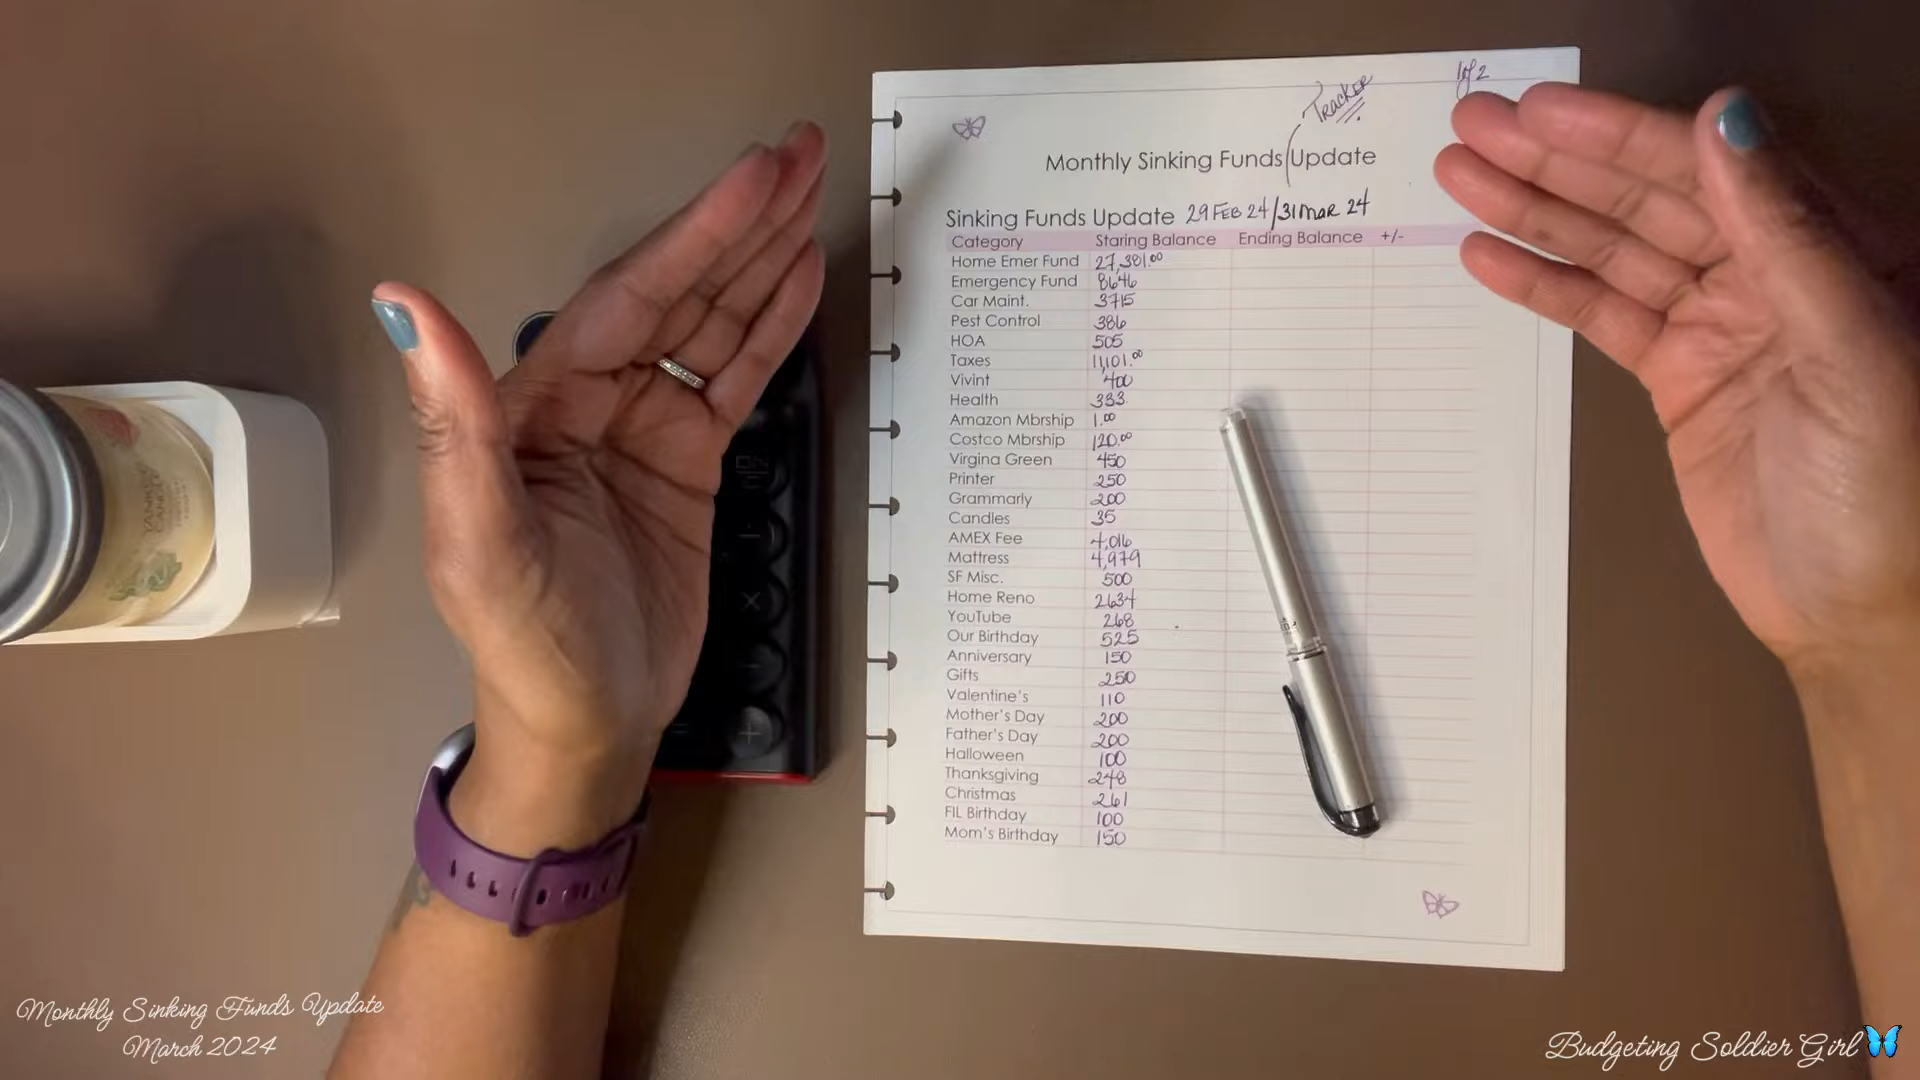 1 of 2
Tracker
Monthly Sinking Funds Update
Sinking Funds Update 29 FEB 24/31 MAR 24
Category Staring Balance Ending Balance +/-
Home Emer Fund 27,381.00
Emergency Fund 8646
Car Maint. 3715
Pest Control 386
HOA 505
Taxes 11,101.00
Vivint 400
Health 333
Amazon Mbrship 1.00
Costco Mbrship 120.00
Virgina Green 450
Printer 250
Grammarly 200
Candles 35
AMEX Fee 4,016
Mattress 4,979
SF Misc. 500
Home Reno 2634
YouTube 268
Our Birthday 525
Anniversary 150
Gifts 250
Valentine's 110
Mother's Day 200
Father's Day 200
Halloween 100
Thanksgiving 248
Christmas 261
FIL Birthday 100
Mom's Birthday 150
YANKEE CANDLE
Monthly Sinking Funds Update
March 2024
Budgeting Soldier Girl